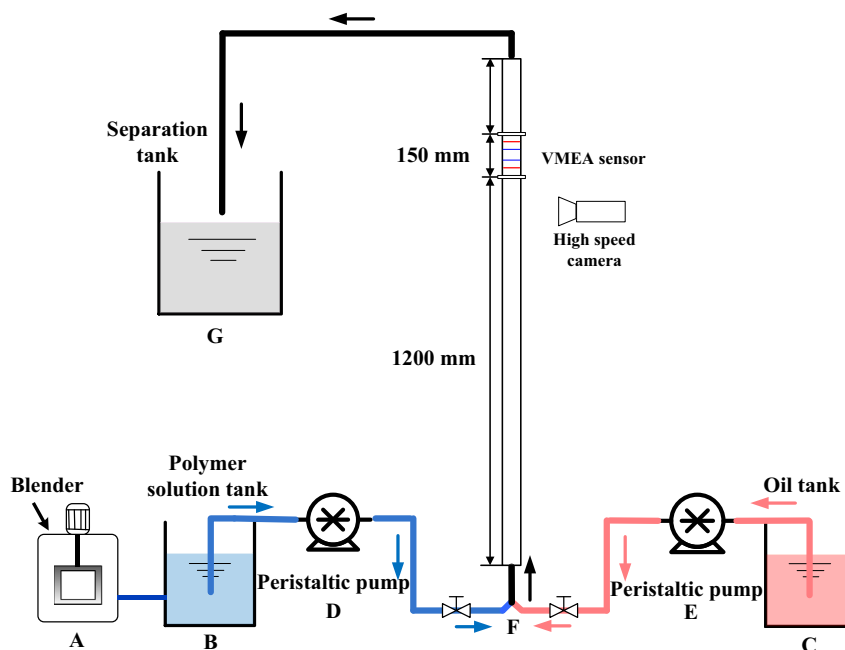 Separation
tank
150 mm
VMEA sensor
High speed
camera
G
1200 mm
Polymer
solution tank
Blender
Oil tank
Peristaltic pump
D
Peristaltic pump
E
F
A
B
C